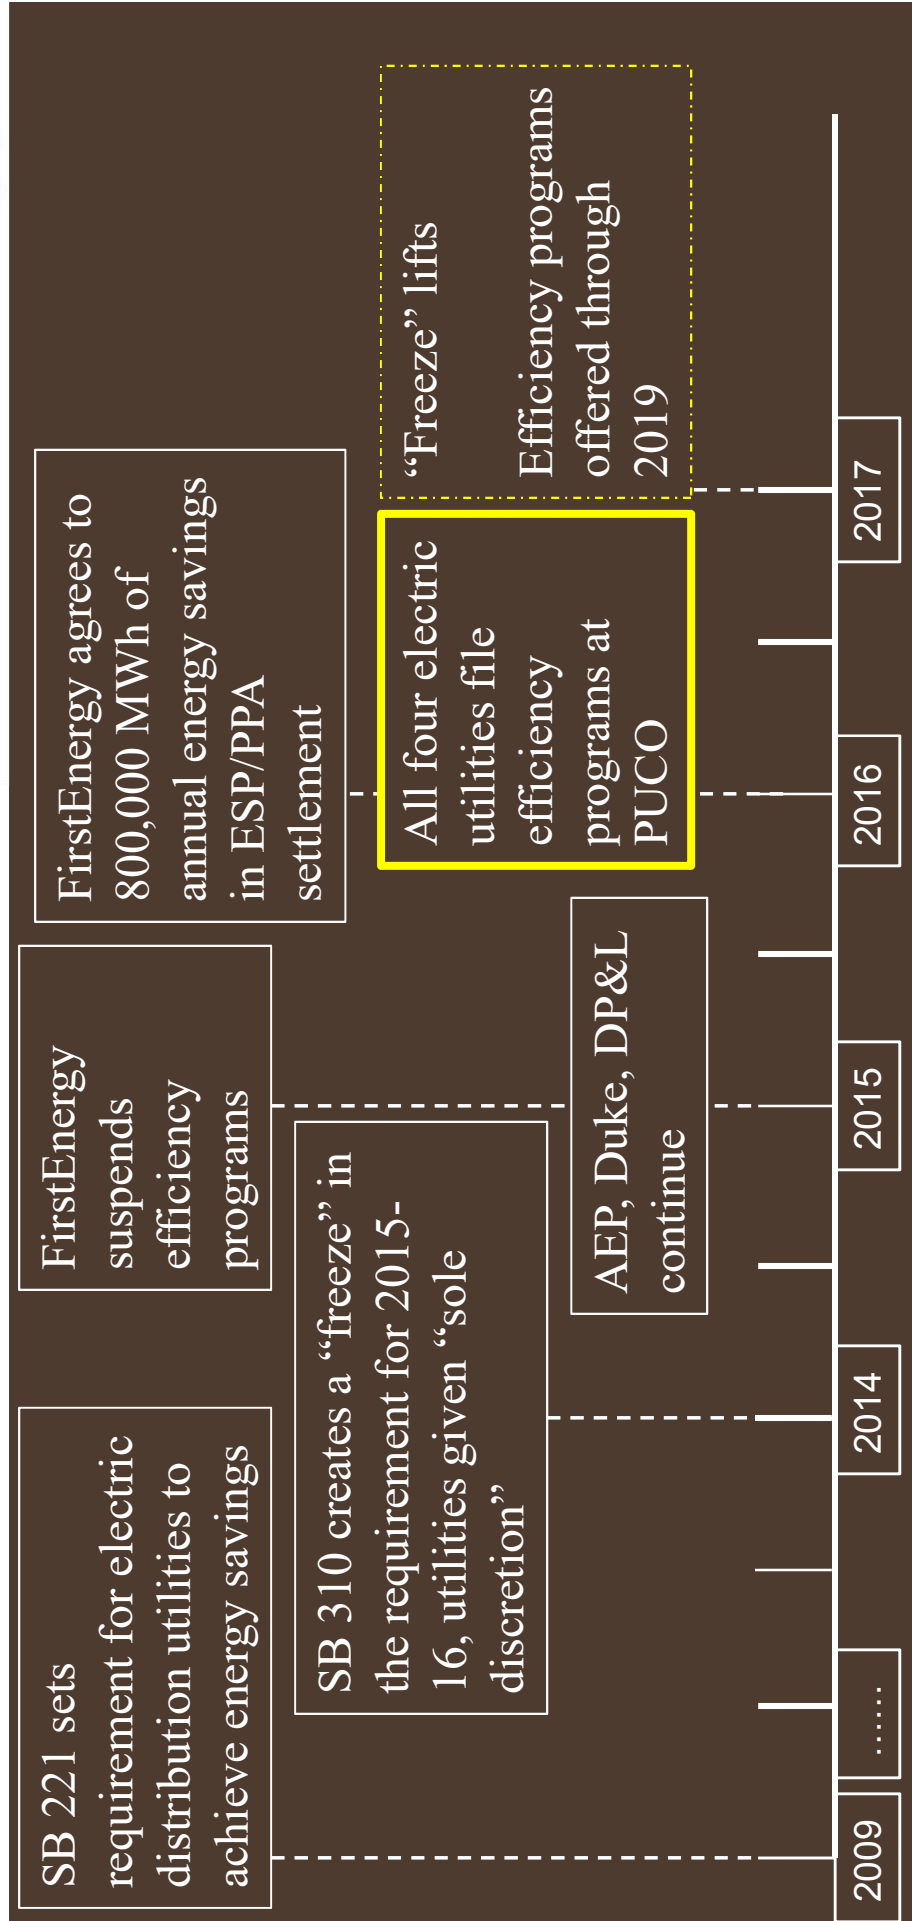 SB 221 sets
requirement for electric
distribution utilities to
achieve energy savings
FirstEnergy
suspends
efficiency
programs
FirstEnergy agrees to
800,000 MWh of
annual energy savings
in ESP/PPA
settlement
SB 310 creates a “freeze” in
the requirement for 2015-
16, utilities given “sole
discretion”
AEP, Duke, DP&L
continue
All four electric
utilities file
efficiency
programs at
PUCO
“Freeze” lifts
Efficiency programs
offered through
2019
2009
......
2014
2015
2016
2017